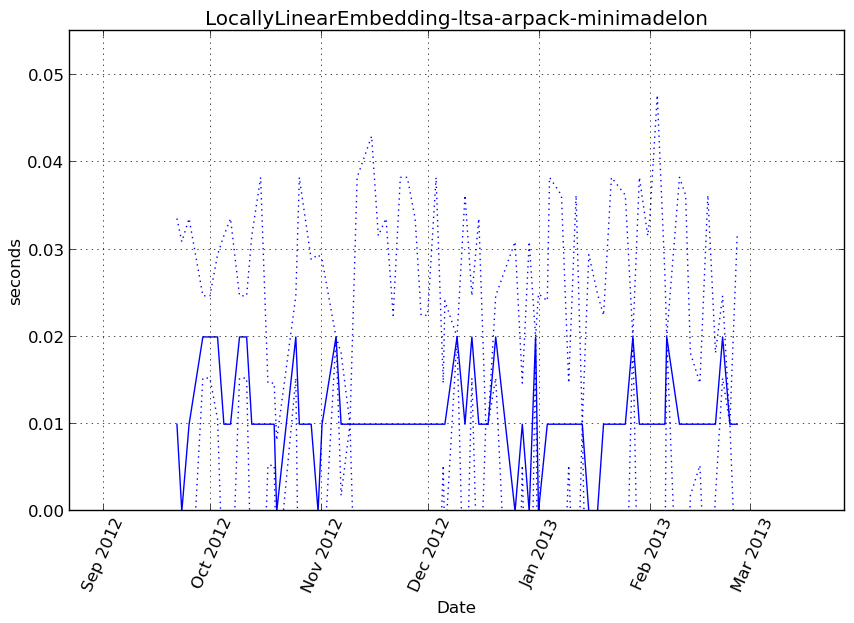 LocallyLinearEmbedding-ltsa-arpack-minimadelon
0.05
0.04
0.03
0.02
0.01
0.00
seconds
Sep 2012
Oct 2012
Nov 2012
Dec 2012
Jan 2013
Feb 2013
Mar 2013
Date